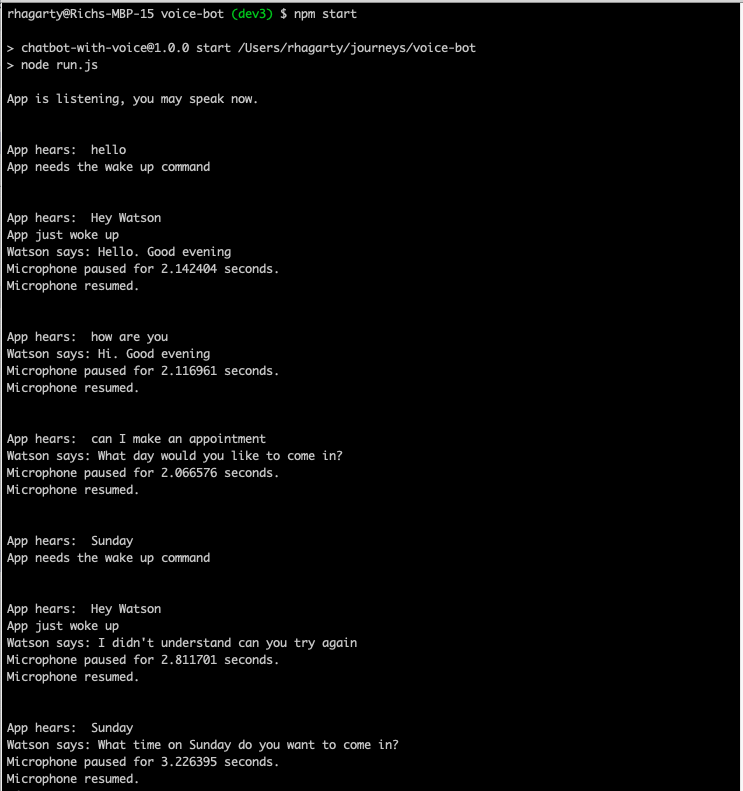 rhagarty@Richs-MBP-15 voice-bot (dev3) $ npm start
> chatbot-with-voice@1.0.0 start /Users/rhagarty/journeys/voice-bot
> node run.js
App is listening, you may speak now.
App hears:  hello
App needs the wake up command
App hears:  Hey Watson
App just woke up
Watson says: Hello. Good evening
Microphone paused for 2.142404 seconds.
Microphone resumed.
App hears:  how are you
Watson says: Hi. Good evening
Microphone paused for 2.116961 seconds.
Microphone resumed.
App hears:  can I make an appointment
Watson says: What day would you like to come in?
Microphone paused for 2.066576 seconds.
Microphone resumed.
App hears:  Sunday
App needs the wake up command
App hears:  Hey Watson
App just woke up
Watson says: I didn't understand can you try again
Microphone paused for 2.811701 seconds.
Microphone resumed.
App hears:  Sunday
Watson says: What time on Sunday do you want to come in?
Microphone paused for 3.226395 seconds.
Microphone resumed.